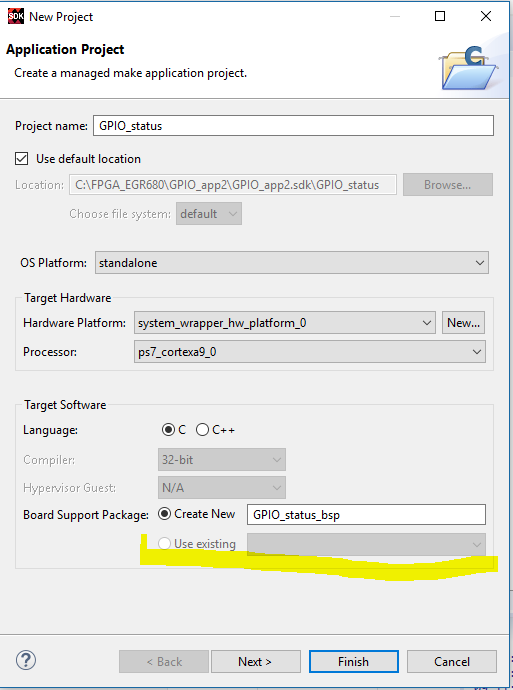 SDK New Project
Application Project
Create a managed make application project.
Project name: GPIO_status
Use default location
Location: C:\FPGA_EGR680\GPIO_app2\GPIO_app2.sdk\GPIO_status Browse...
Choose file system: default
OS Platform: standalone
Target Hardware
Hardware Platform: system_wrapper_hw_platform_0 New...
Processor: ps7_cortexa9_0
Target Software
Language: C C++
Compiler: 32-bit
Hypervisor Guest: N/A
Board Support Package: Create New GPIO_status_bsp
Use existing
? < Back Next > Finish Cancel